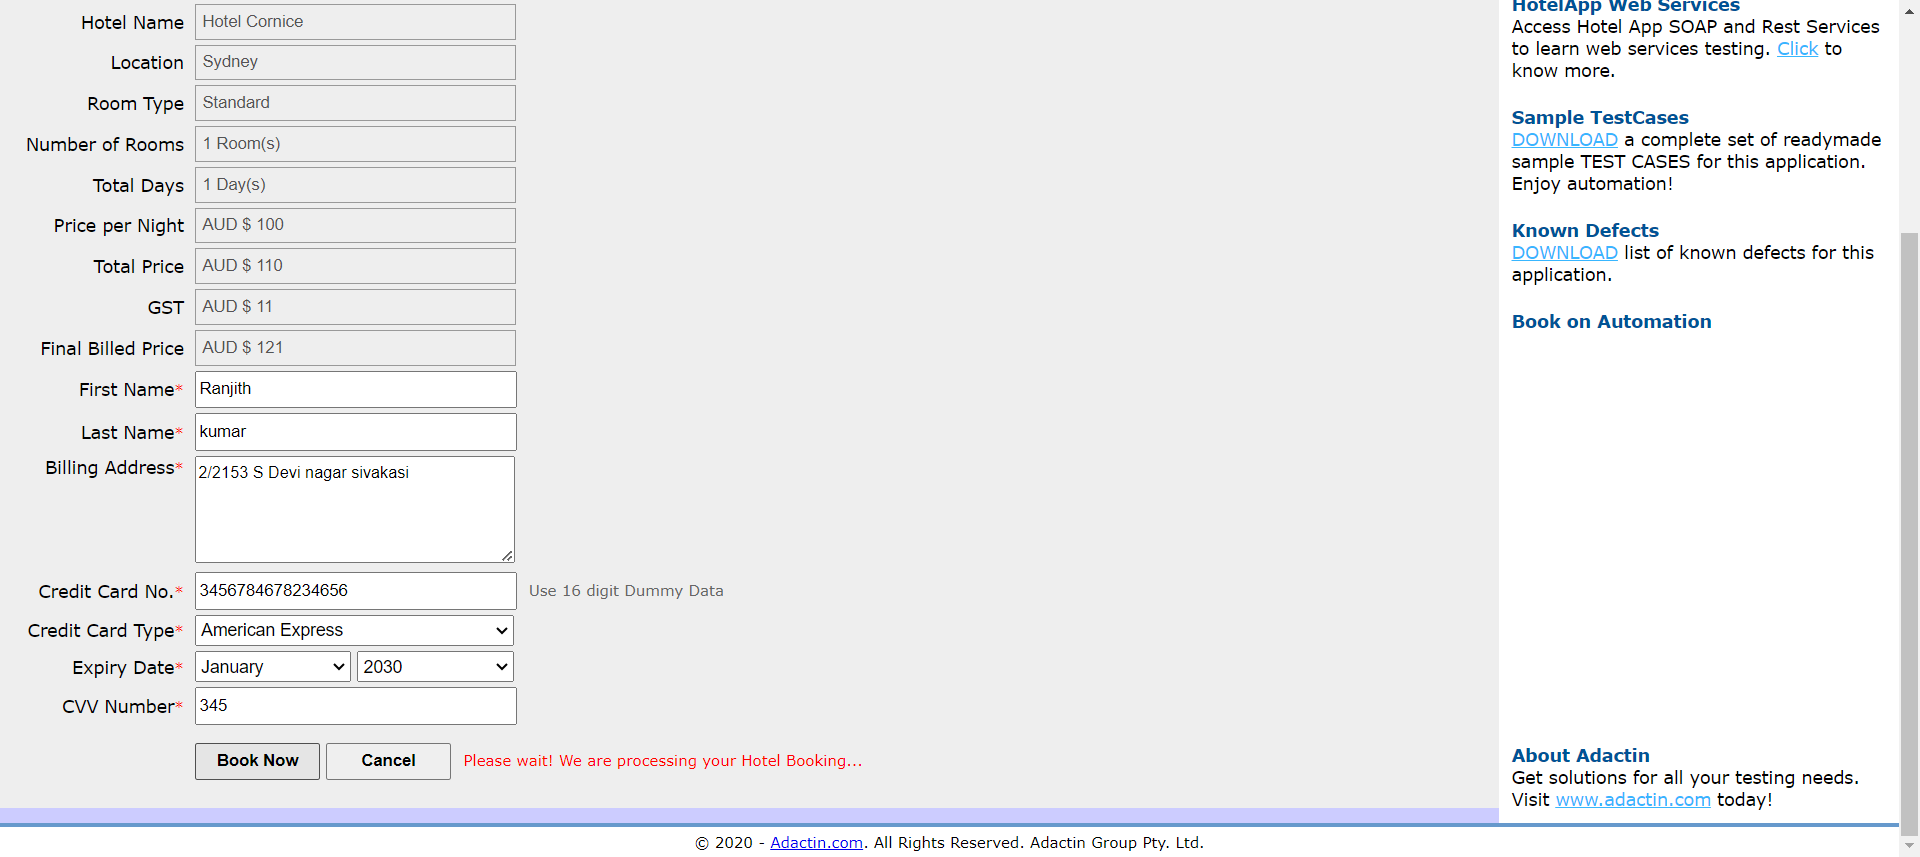 Hotel Name Hotel Cornice
Location Sydney
Room Type Standard
Number of Rooms 1 Room(s)
Total Days 1 Day(s)
Price per Night AUD $ 100
Total Price AUD $ 110
GST AUD $ 11
Final Billed Price AUD $ 121
First Name* Ranjith
Last Name* kumar
Billing Address* 2/2153 S Devi nagar sivakasi
Credit Card No.* 3456784678234656 Use 16 digit Dummy Data
Credit Card Type* American Express
Expiry Date* January 2030
CVV Number* 345
Book Now Cancel Please wait! We are processing your Hotel Booking...
HotelApp Web Services
Access Hotel App SOAP and Rest Services
to learn web services testing. Click to
know more.
Sample TestCases
DOWNLOAD a complete set of readymade
sample TEST CASES for this application.
Enjoy automation!
Known Defects
DOWNLOAD list of known defects for this
application.
Book on Automation
About Adactin
Get solutions for all your testing needs.
Visit www.adactin.com today!
© 2020 - Adactin.com. All Rights Reserved. Adactin Group Pty. Ltd.